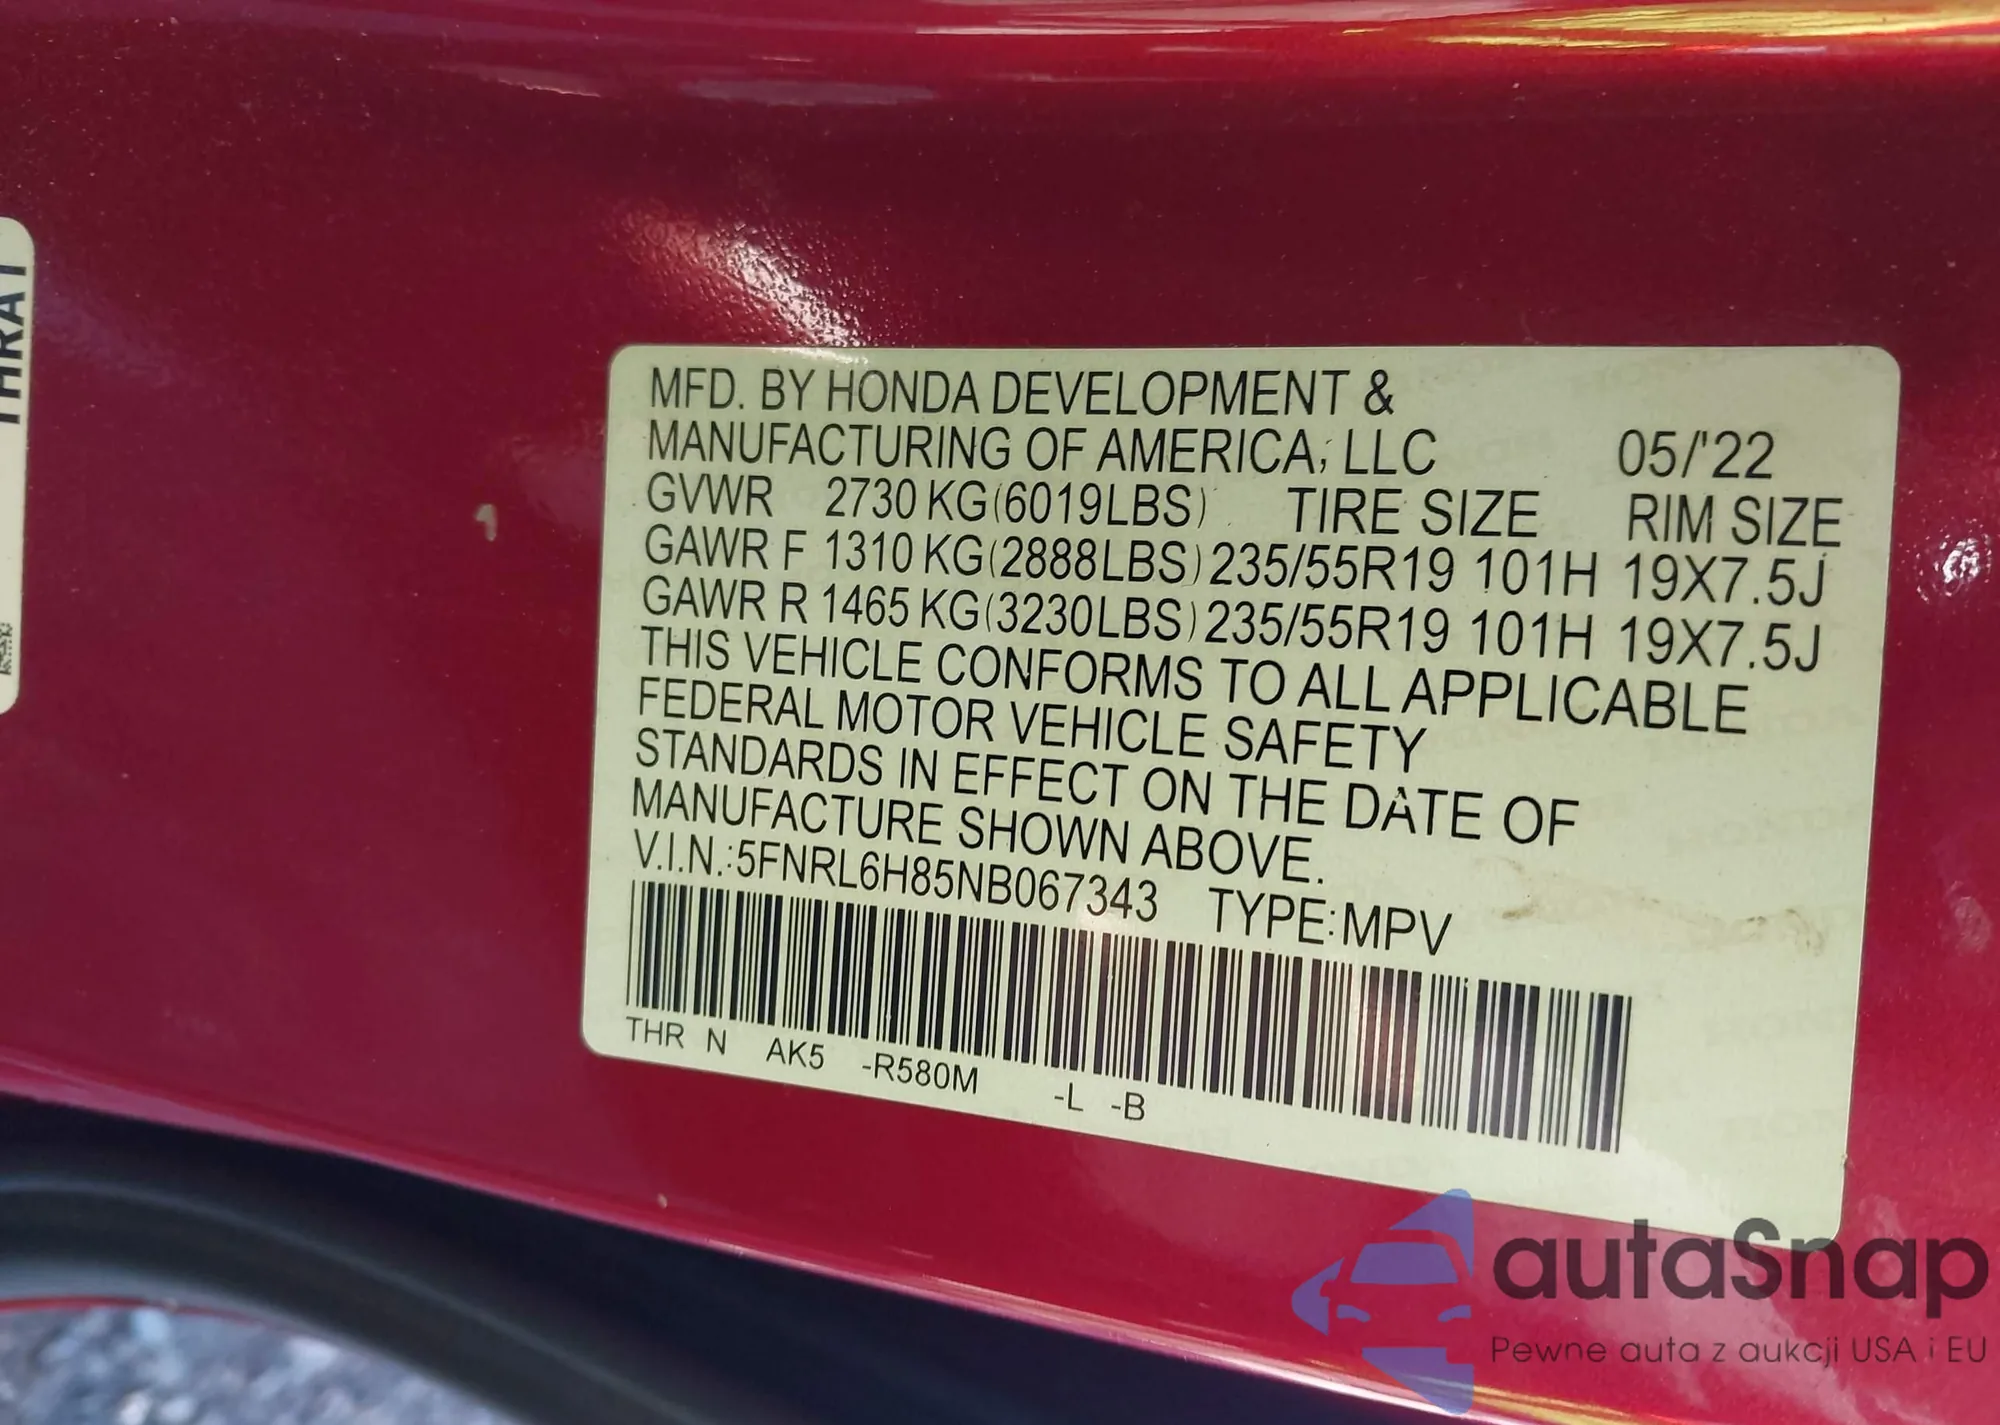 THRAT
MFD. BY HONDA DEVELOPMENT &
MANUFACTURING OF AMERICA, LLC 05/'22
GVWR 2730 KG(6019LBS) TIRE SIZE RIM SIZE
GAWR F 1310 KG(2888LBS) 235/55R19 101H 19X7.5J
GAWR R 1465 KG(3230LBS) 235/55R19 101H 19X7.5J
THIS VEHICLE CONFORMS TO ALL APPLICABLE
FEDERAL MOTOR VEHICLE SAFETY
STANDARDS IN EFFECT ON THE DATE OF
MANUFACTURE SHOWN ABOVE.
V.I.N.:5FNRL6H85NB067343 TYPE:MPV
THR N AK5 -R580M -L -B
autaSnap
Pewne auta z aukcji USA i EU